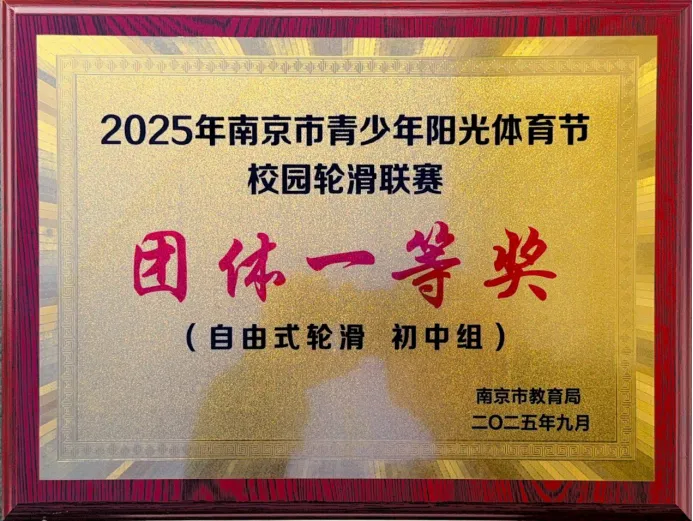 2025年南京市青少年阳光体育节
校园轮滑联赛
团体一等奖
（自由式轮滑 初中组）
南京市教育局
二〇二五年九月